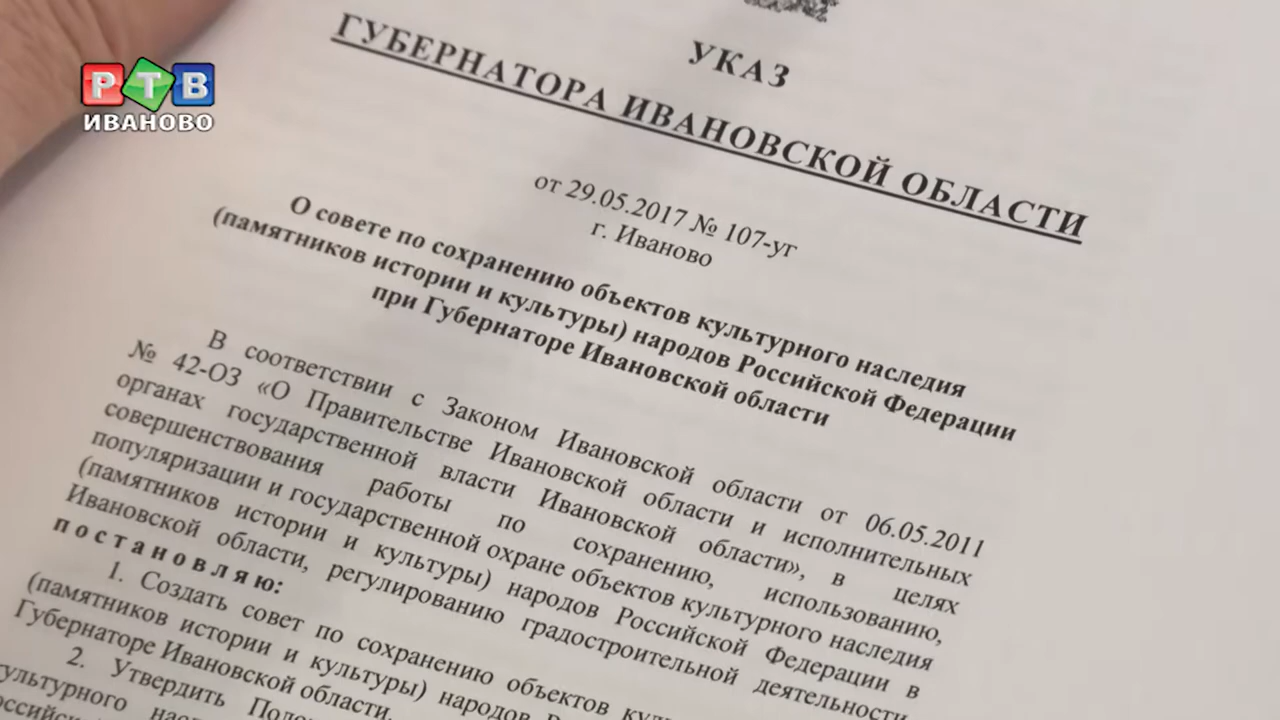 РТВ
ИВАНОВО
УКАЗ
ГУБЕРНАТОРА ИВАНОВСКОЙ ОБЛАСТИ
от 29.05.2017 № 107-уг
г. Иваново
О совете по сохранению объектов культурного наследия
(памятников истории и культуры) народов Российской Федерации
при Губернаторе Ивановской области
В соответствии с Законом Ивановской области от 06.05.2011
№ 42-ОЗ «О Правительстве Ивановской области и исполнительных
органах государственной власти Ивановской области», в целях
совершенствования работы по сохранению, использованию,
популяризации и государственной охране объектов культурного наследия
(памятников истории и культуры) народов Российской Федерации в
Ивановской области, регулированию градостроительной деятельности
постановляю:
1. Создать совет по сохранению объектов
(памятников истории и культуры) народов
Губернаторе Ивановской области.
2. Утвердить
культурного